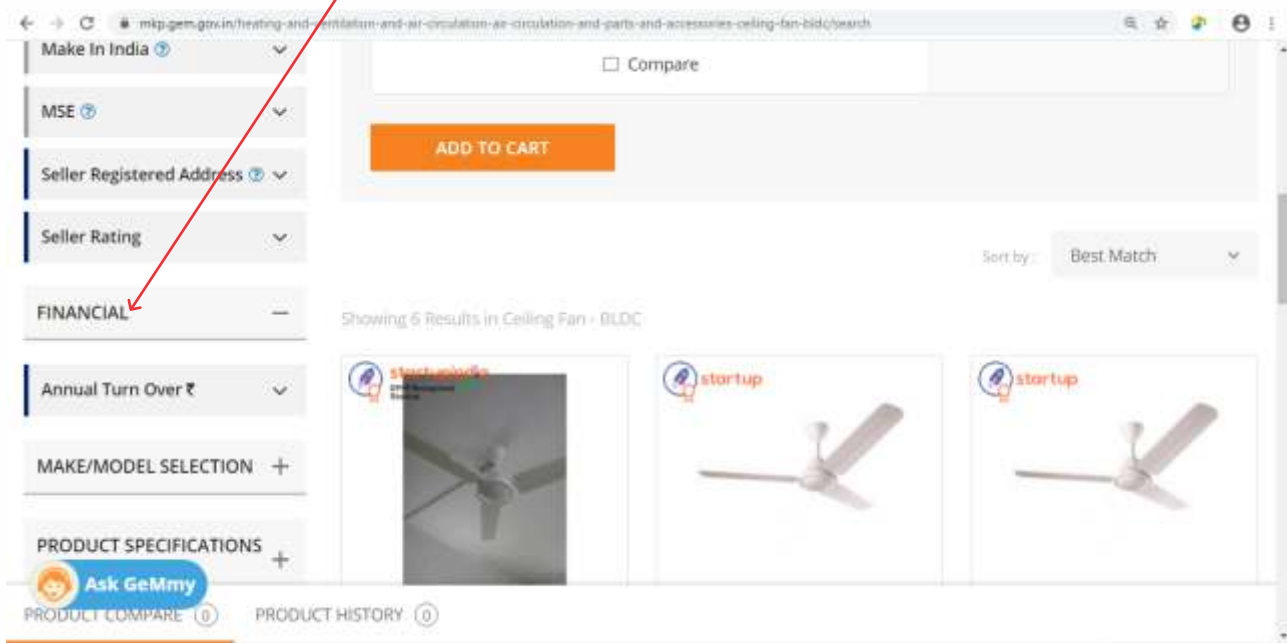 mkp.gem.gov.in/heating-and-ventilation-and-air-circulation-air-circulation-and-parts-and-accessories-ceiling-fan-bldc/search
Make In India
Compare
MSE
ADD TO CART
Seller Registered Address
Seller Rating
Sort by: Best Match
FINANCIAL
Showing 6 Results in Ceiling Fan - BLDC
startupindia
startup
startup
Annual Turn Over ₹
MAKE/MODEL SELECTION
PRODUCT SPECIFICATIONS
Ask GeMmy
PRODUCT COMPARE 0 PRODUCT HISTORY 0